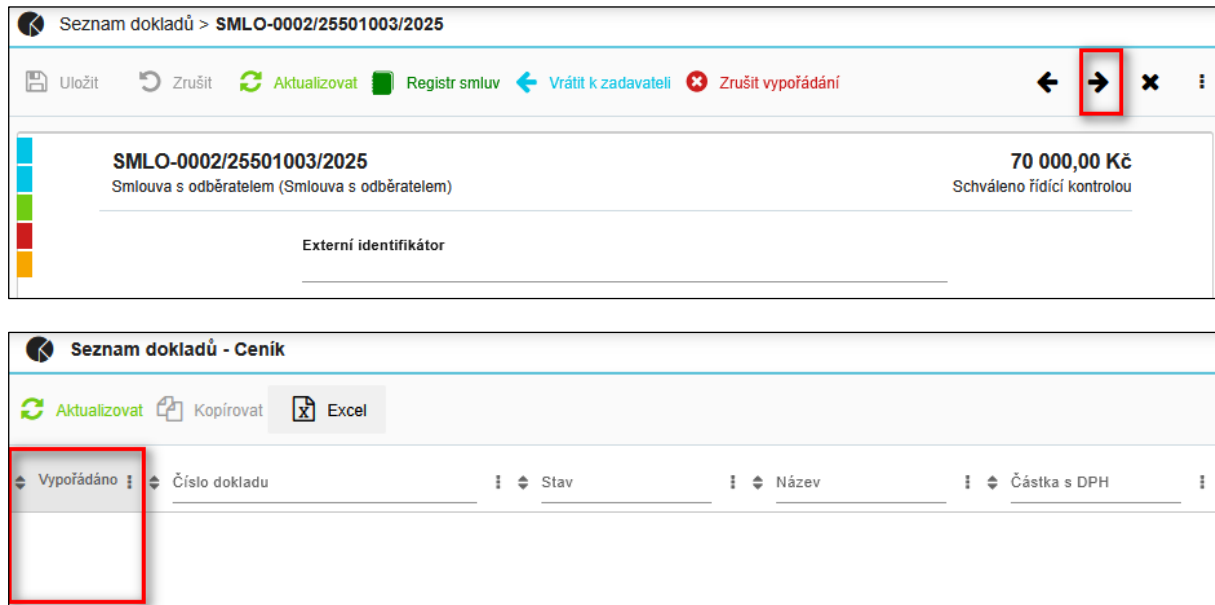 Seznam dokladů > SMLO-0002/25501003/2025
Uložit Zrušit Aktualizovat Registr smluv Vrátit k zadavateli Zrušit vypořádání
SMLO-0002/25501003/2025 70 000,00 Kč
Smlouva s odběratelem (Smlouva s odběratelem) Schváleno řídící kontrolou
Externí identifikátor
Seznam dokladů - Ceník
Aktualizovat Kopírovat Excel
Vypořádáno Číslo dokladu Stav Název Částka s DPH